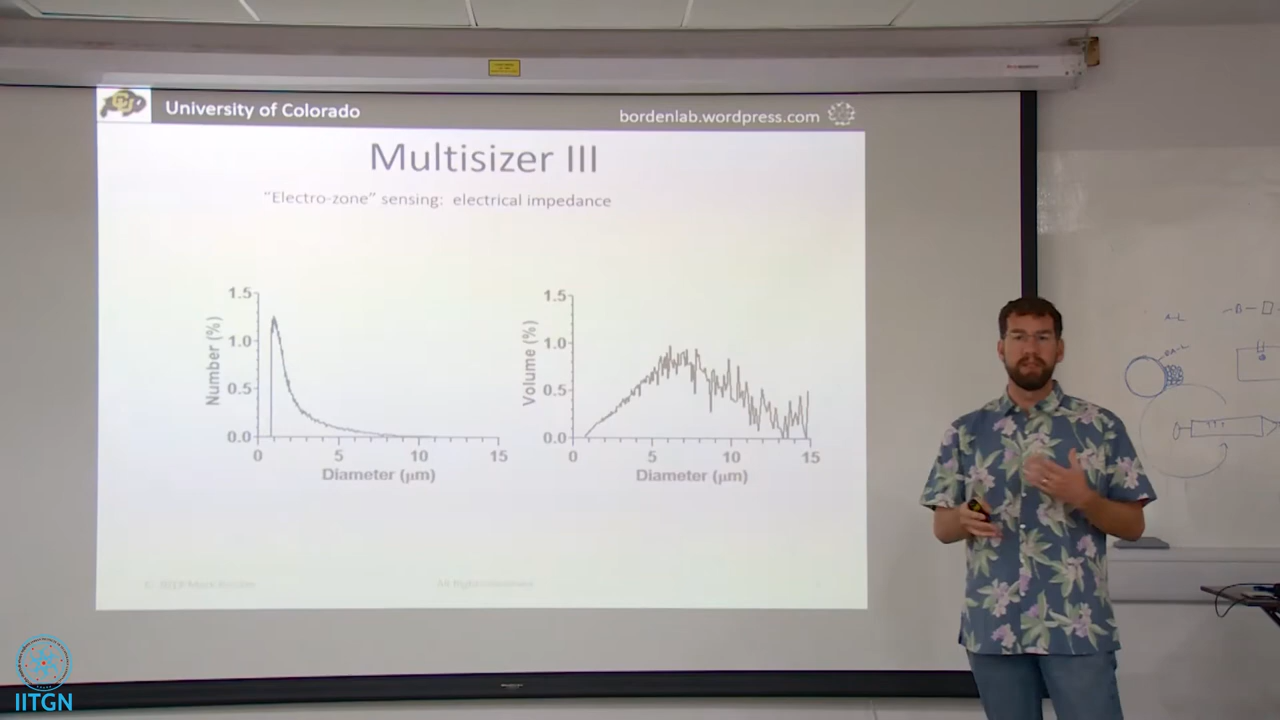 University of Colorado
bordenlab.wordpress.com
Multisizer III
“Electro-zone” sensing: electrical impedance
1.5
1.0
0.5
0.0
Number (%)
0 5 10 15
Diameter (μm)
1.5
1.0
0.5
0.0
Volume (%)
0 5 10 15
Diameter (μm)
IITGN